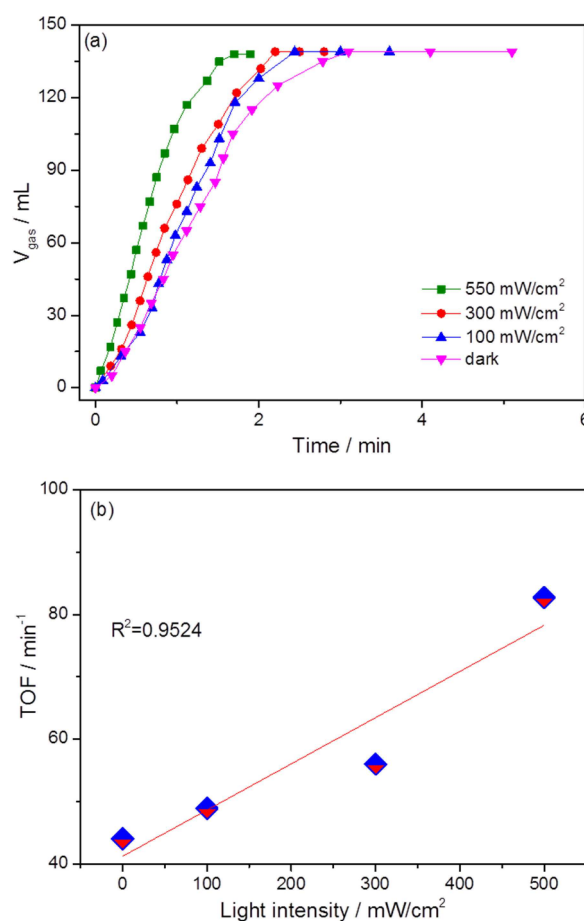 (a)
150
120
90
60
30
0
V_gas / mL
550 mW/cm²
300 mW/cm²
100 mW/cm²
dark
0 2 4 6
Time / min
(b)
100
80
60
40
TOF / min⁻¹
R²=0.9524
0 100 200 300 400 500
Light intensity / mW/cm²